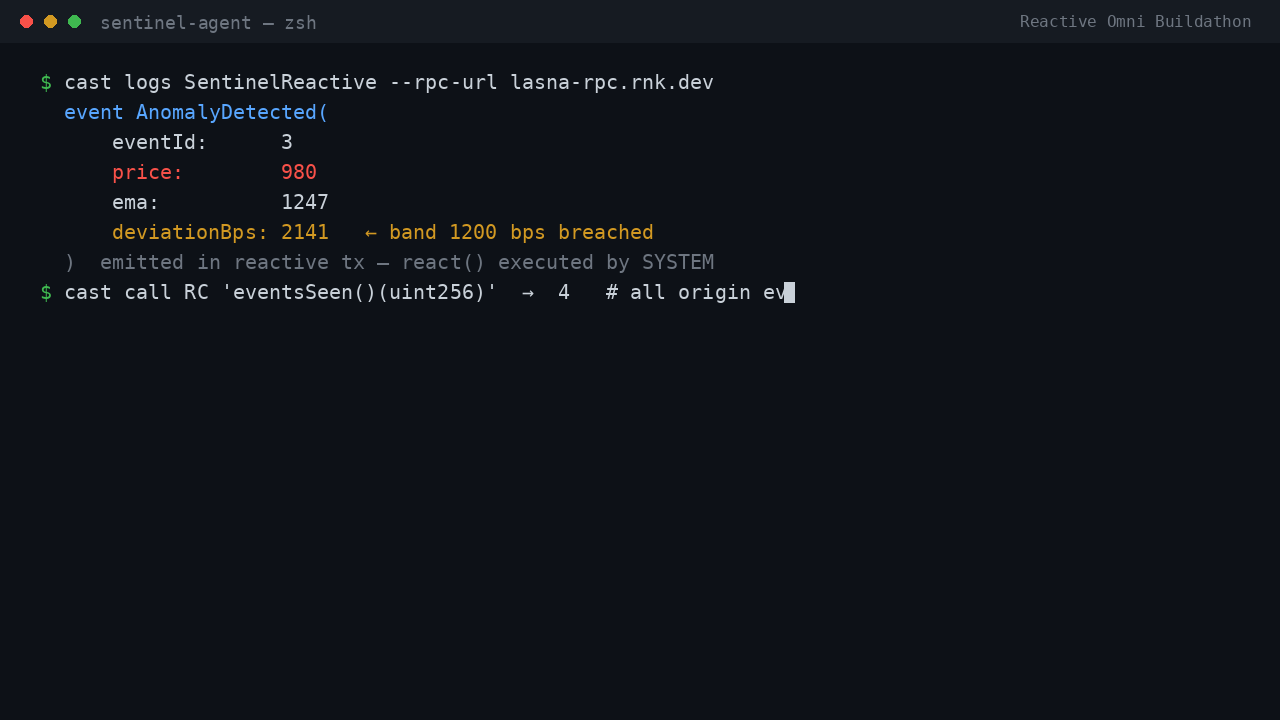 sentinel-agent — zsh
Reactive Omni Buildathon
$ cast logs SentinelReactive --rpc-url lasna-rpc.rnk.dev
event AnomalyDetected(
eventId: 3
price: 980
ema: 1247
deviationBps: 2141 ← band 1200 bps breached
) emitted in reactive tx — react() executed by SYSTEM
$ cast call RC 'eventsSeen()(uint256)' → 4 # all origin ev